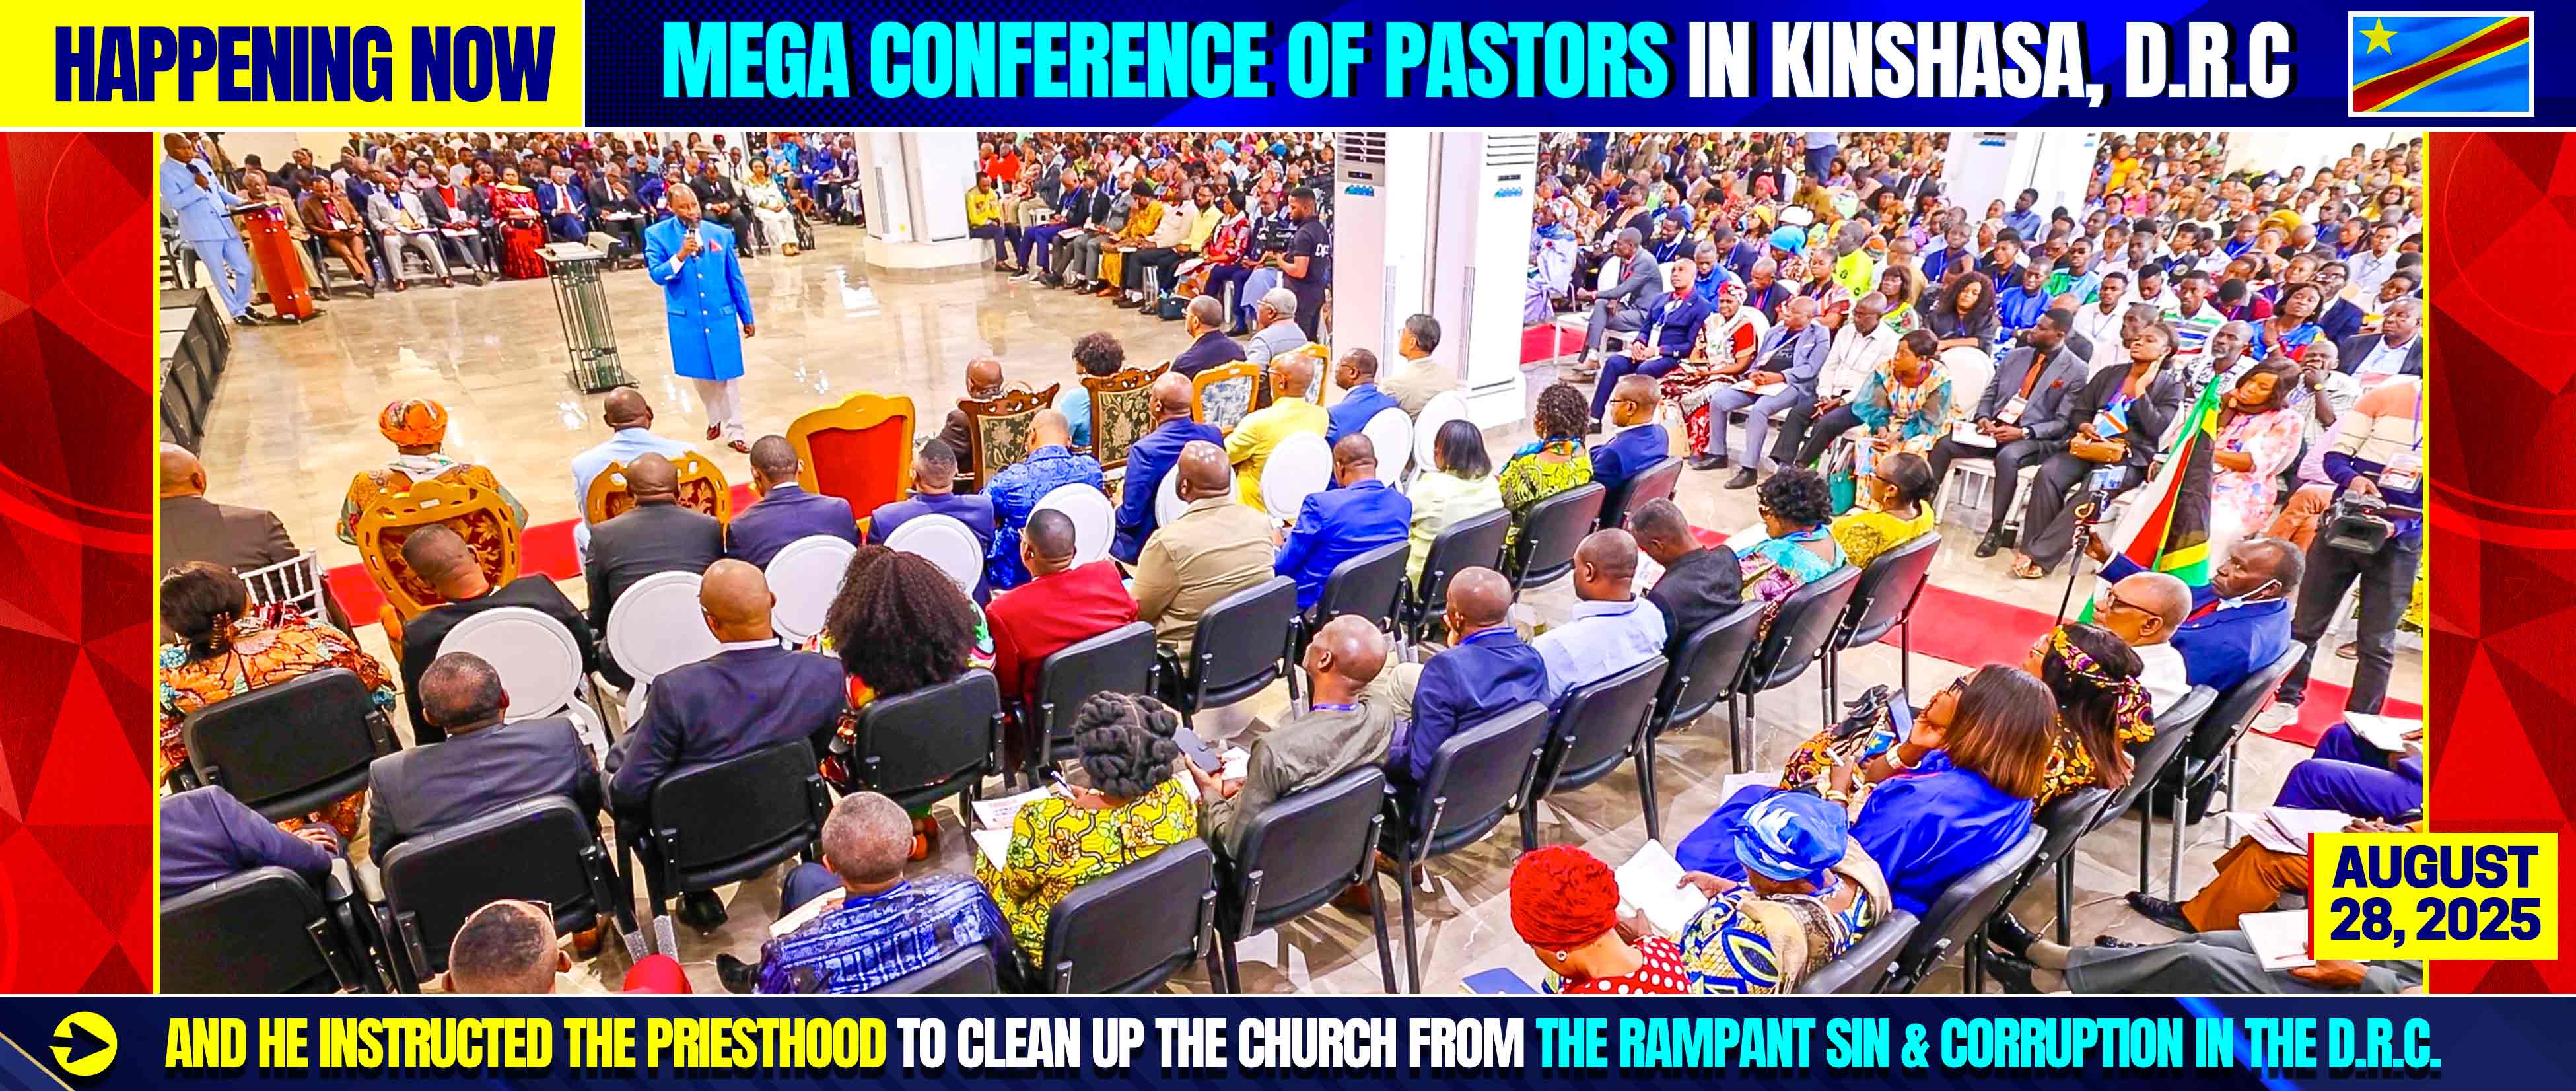 HAPPENING NOW
MEGA CONFERENCE OF PASTORS IN KINSHASA, D.R.C
AUGUST
28, 2025
AND HE INSTRUCTED THE PRIESTHOOD TO CLEAN UP THE CHURCH FROM THE RAMPANT SIN & CORRUPTION IN THE D.R.C.